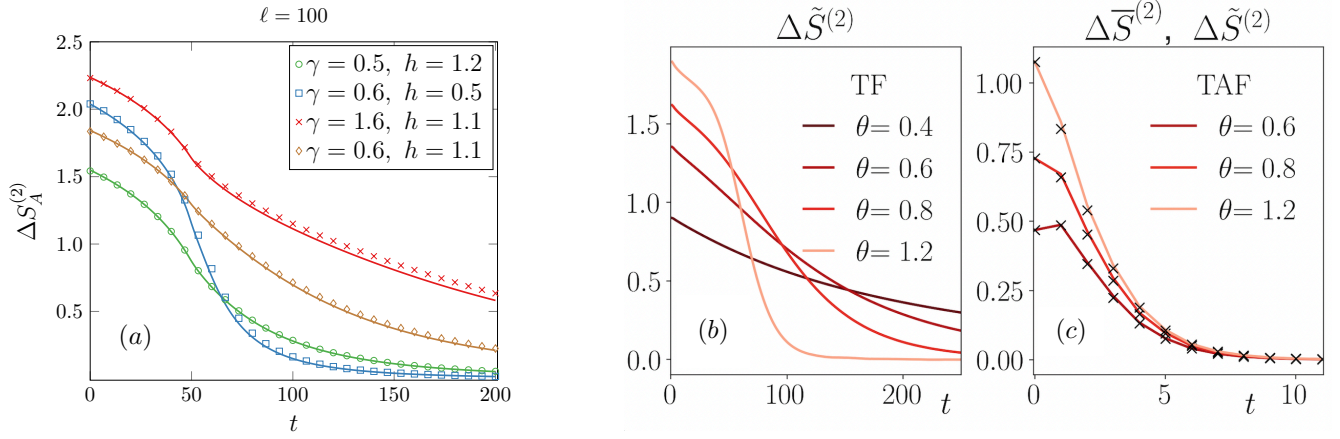 ℓ = 100
ΔS_A^(2)
2.5
2.0
1.5
1.0
0.5
0
50
100
150
200
t
γ = 0.5, h = 1.2
γ = 0.6, h = 0.5
γ = 1.6, h = 1.1
γ = 0.6, h = 1.1
(a)
ΔS̃^(2)
1.5
1.0
0.5
0.0
0
100
200
t
TF
θ= 0.4
θ= 0.6
θ= 0.8
θ= 1.2
(b)
ΔS̅^(2), ΔS̃^(2)
1.00
0.75
0.50
0.25
0.00
0
5
10
t
TAF
θ= 0.6
θ= 0.8
θ= 1.2
(c)